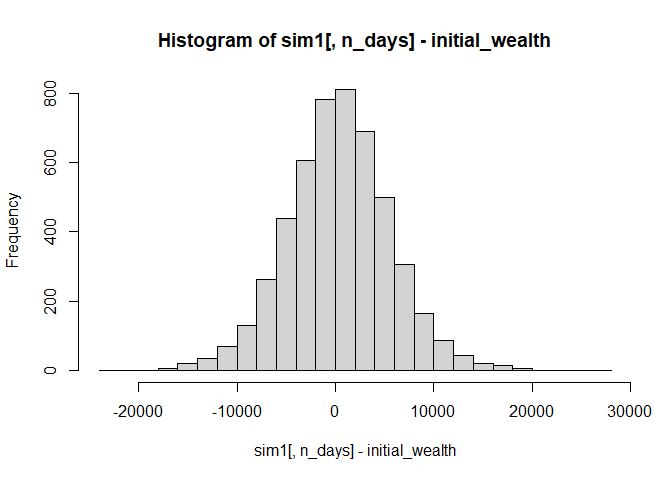 Histogram of sim1[, n_days] - initial_wealth
Frequency
800
600
400
200
0
-20000 -10000 0 10000 20000 30000
sim1[, n_days] - initial_wealth